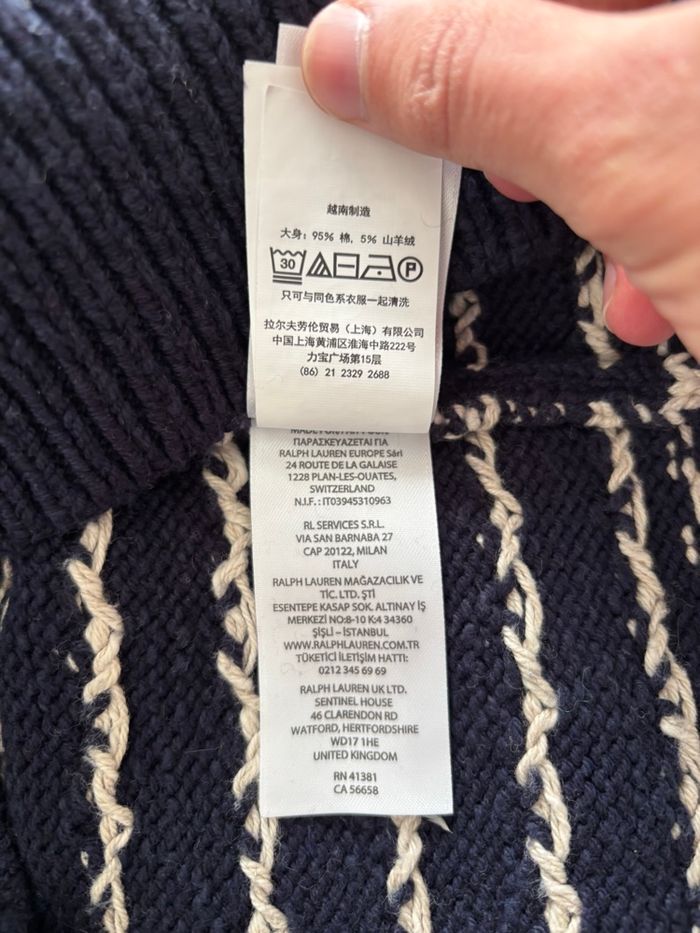 越南制造
大身: 95% 棉, 5% 山羊绒
30 P
只可与同色系衣服一起清洗
拉尔夫劳伦贸易（上海）有限公司
中国上海黄浦区淮海中路222号
力宝广场第15层
(86) 21 2329 2688
ΠΑΡΑΣΚΕΥΑΖΕΤΑΙ ΓΙΑ
RALPH LAUREN EUROPE Sárl
24 ROUTE DE LA GALAISE
1228 PLAN-LES-OUATES,
SWITZERLAND
N.I.F.: IT03945310963
RL SERVICES S.R.L.
VIA SAN BARNABA 27
CAP 20122, MILAN
ITALY
RALPH LAUREN MAĞAZACILIK VE
TİC. LTD. ŞTİ
ESENTEPE KASAP SOK. ALTINAY İŞ
MERKEZİ NO:8-10 K:4 34360
ŞİŞLİ – İSTANBUL
WWW.RALPHLAUREN.COM.TR
TÜKETİCİ İLETİŞİM HATTI:
0212 345 69 69
RALPH LAUREN UK LTD.
SENTINEL HOUSE
46 CLARENDON RD
WATFORD, HERTFORDSHIRE
WD17 1HE
UNITED KINGDOM
RN 41381
CA 56658